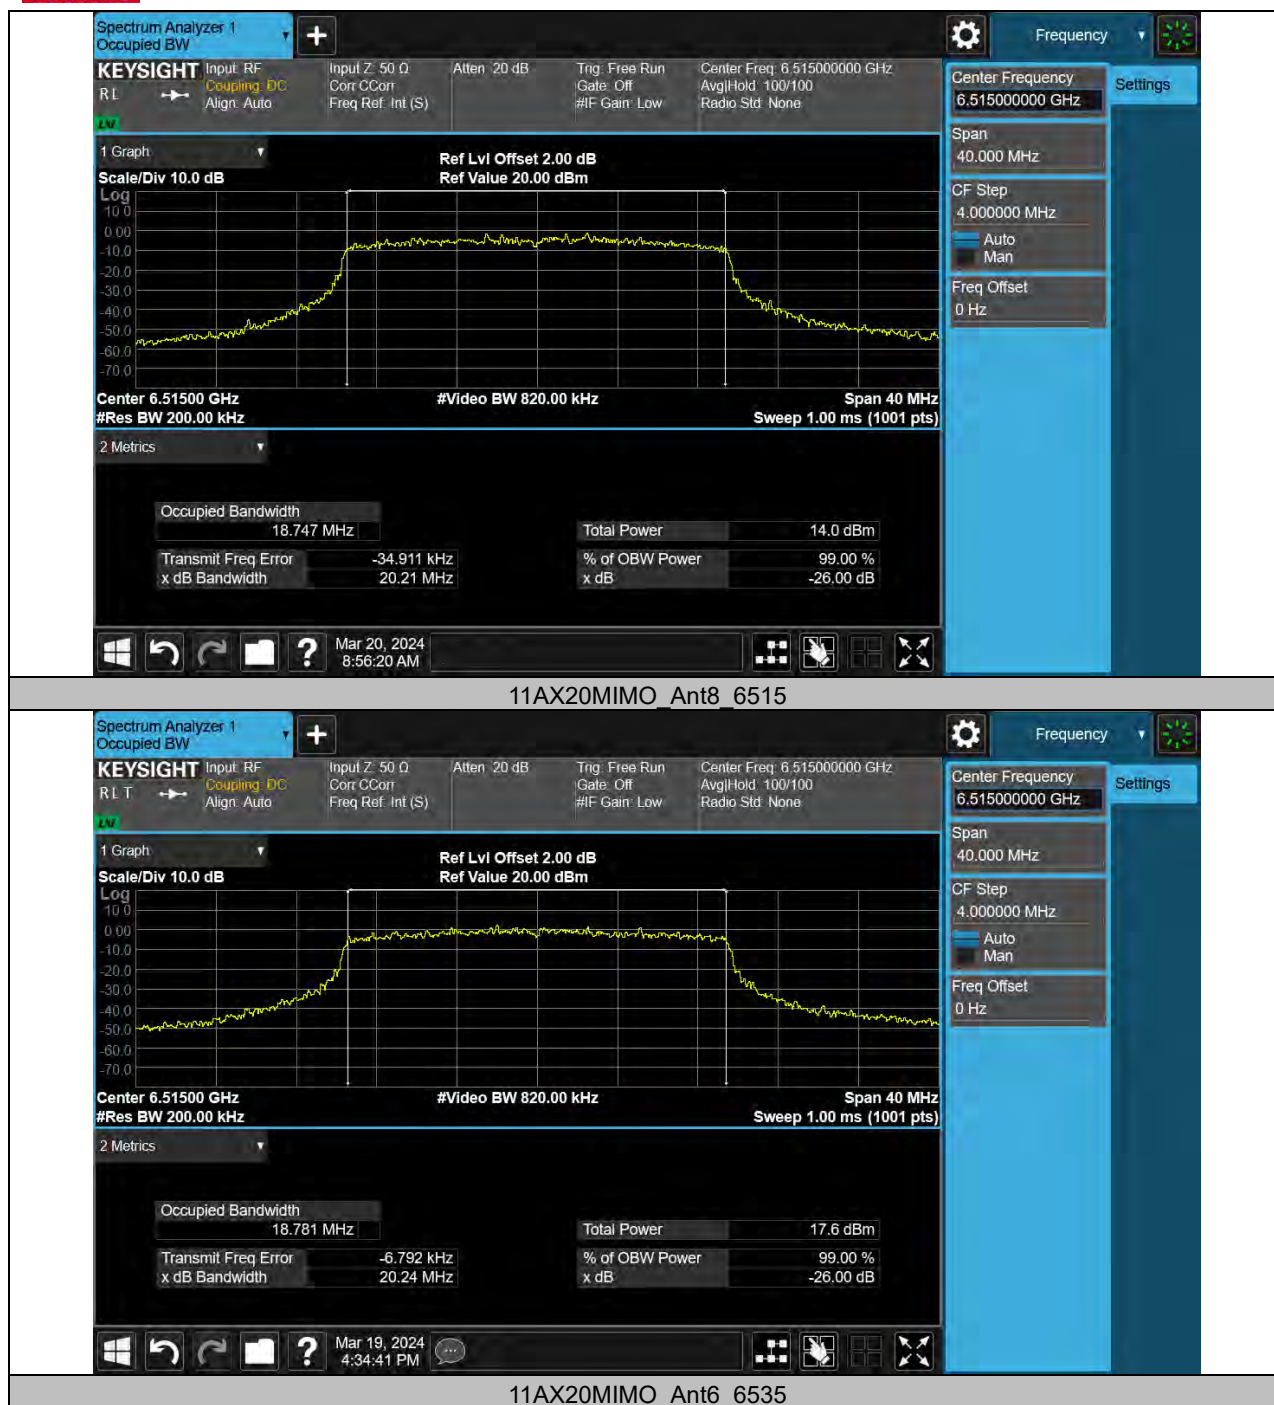 Spectrum Analyzer 1
Occupied BW
Frequency
KEYSIGHT
Input: RF
Coupling: DC
Align: Auto
Input Z: 50 Ω
Corr CCorr
Freq Ref: Int (S)
Atten: 20 dB
Trig: Free Run
Gate: Off
#IF Gain: Low
Center Freq: 6.515000000 GHz
Avg|Hold: 100/100
Radio Std: None
R L
LXI
Center Frequency
6.515000000 GHz
Settings
Span
40.000 MHz
CF Step
4.000000 MHz
Auto
Man
Freq Offset
0 Hz
1 Graph
Scale/Div 10.0 dB
Ref Lvl Offset 2.00 dB
Ref Value 20.00 dBm
Log
10.0
0.00
-10.0
-20.0
-30.0
-40.0
-50.0
-60.0
-70.0
Center 6.51500 GHz
#Res BW 200.00 kHz
#Video BW 820.00 kHz
Span 40 MHz
Sweep 1.00 ms (1001 pts)
2 Metrics
Occupied Bandwidth
18.747 MHz
Transmit Freq Error -34.911 kHz
x dB Bandwidth 20.21 MHz
Total Power 14.0 dBm
% of OBW Power 99.00 %
x dB -26.00 dB
?
Mar 20, 2024
8:56:20 AM
11AX20MIMO_Ant8_6515
Spectrum Analyzer 1
Occupied BW
Frequency
KEYSIGHT
Input: RF
Coupling: DC
Align: Auto
Input Z: 50 Ω
Corr CCorr
Freq Ref: Int (S)
Atten: 20 dB
Trig: Free Run
Gate: Off
#IF Gain: Low
Center Freq: 6.515000000 GHz
Avg|Hold: 100/100
Radio Std: None
R L T
LXI
Center Frequency
6.515000000 GHz
Settings
Span
40.000 MHz
CF Step
4.000000 MHz
Auto
Man
Freq Offset
0 Hz
1 Graph
Scale/Div 10.0 dB
Ref Lvl Offset 2.00 dB
Ref Value 20.00 dBm
Log
10.0
0.00
-10.0
-20.0
-30.0
-40.0
-50.0
-60.0
-70.0
Center 6.51500 GHz
#Res BW 200.00 kHz
#Video BW 820.00 kHz
Span 40 MHz
Sweep 1.00 ms (1001 pts)
2 Metrics
Occupied Bandwidth
18.781 MHz
Transmit Freq Error -6.792 kHz
x dB Bandwidth 20.24 MHz
Total Power 17.6 dBm
% of OBW Power 99.00 %
x dB -26.00 dB
?
Mar 19, 2024
4:34:41 PM
11AX20MIMO_Ant6_6535